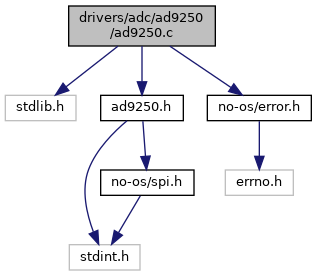 drivers/adc/ad9250
/ad9250.c
stdlib.h
ad9250.h
no-os/error.h
no-os/spi.h
errno.h
stdint.h